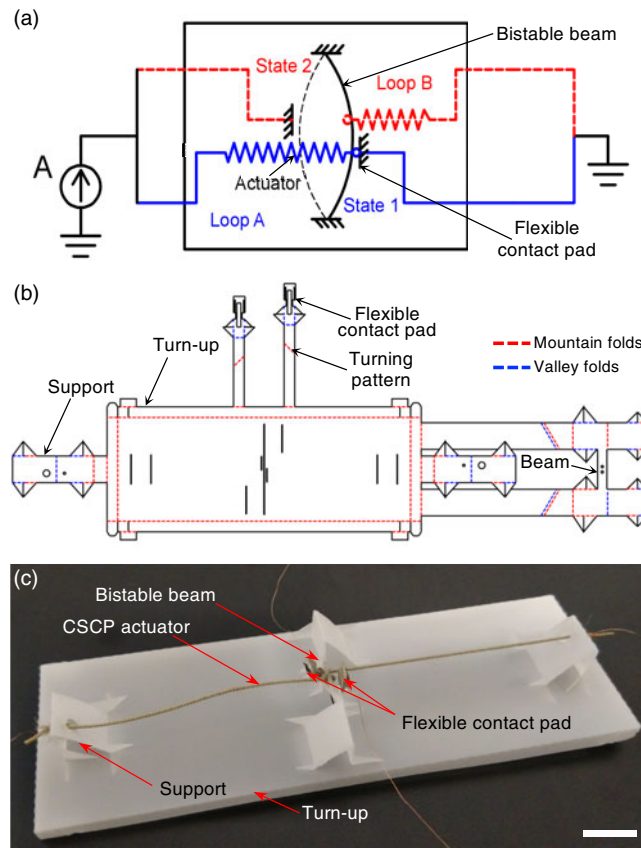 (a)
Bistable beam
State 2
Loop B
A
Actuator
Loop A
State 1
Flexible
contact pad
(b)
Flexible
contact pad
Turn-up
Turning
pattern
Mountain folds
Valley folds
Support
Beam
(c)
Bistable beam
CSCP actuator
Flexible contact pad
Support
Turn-up